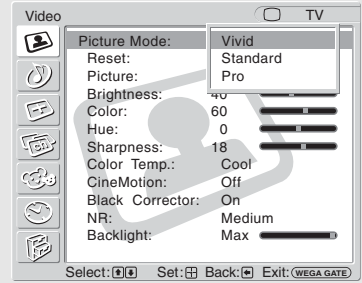 Video TV
Picture Mode: Vivid
Reset: Standard
Picture: Pro
Brightness: 40
Color: 60
Hue: 0
Sharpness: 18
Color Temp.: Cool
CineMotion: Off
Black Corrector: On
NR: Medium
Backlight: Max
Select: Set: Back: Exit: WEGA GATE